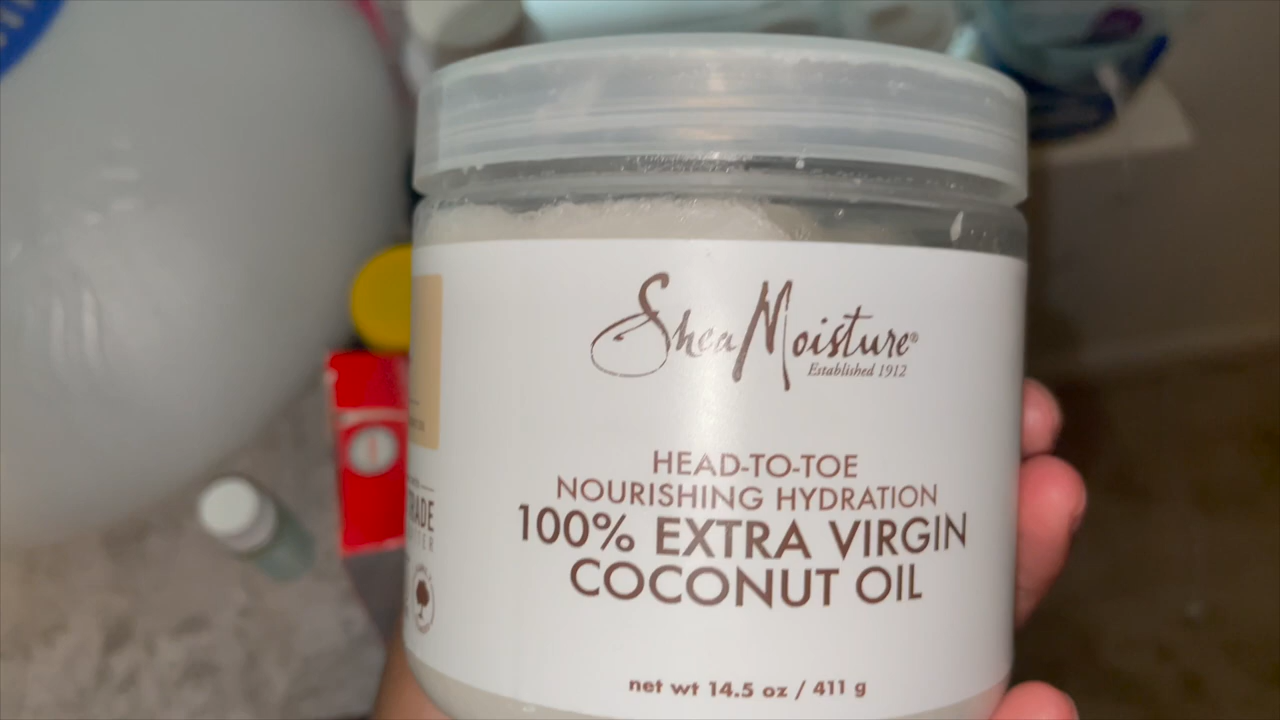 SheaMoisture®
Established 1912
HEAD-TO-TOE
NOURISHING HYDRATION
100% EXTRA VIRGIN
COCONUT OIL
net wt 14.5 oz / 411 g